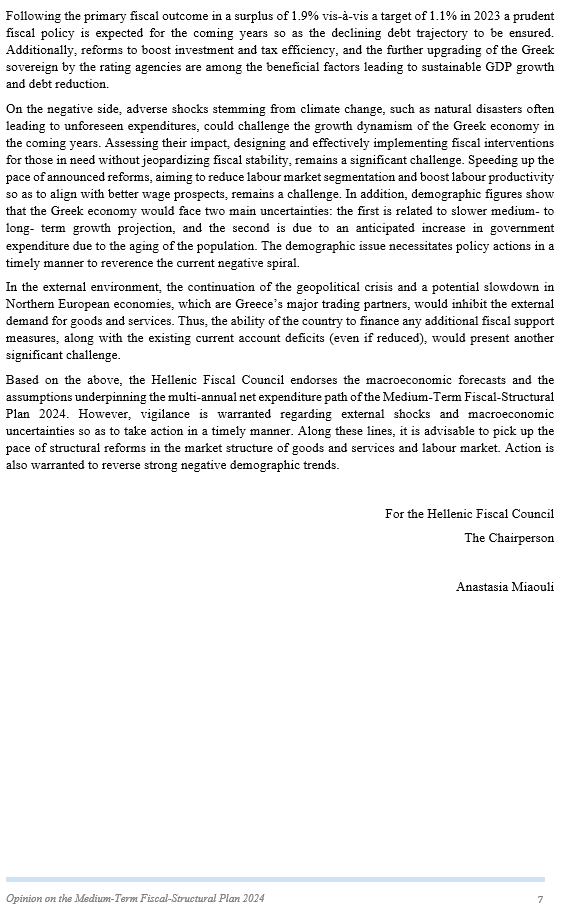 Following the primary fiscal outcome in a surplus of 1.9% vis-à-vis a target of 1.1% in 2023 a prudent
fiscal policy is expected for the coming years so as the declining debt trajectory to be ensured.
Additionally, reforms to boost investment and tax efficiency, and the further upgrading of the Greek
sovereign by the rating agencies are among the beneficial factors leading to sustainable GDP growth
and debt reduction.
On the negative side, adverse shocks stemming from climate change, such as natural disasters often
leading to unforeseen expenditures, could challenge the growth dynamism of the Greek economy in
the coming years. Assessing their impact, designing and effectively implementing fiscal interventions
for those in need without jeopardizing fiscal stability, remains a significant challenge. Speeding up the
pace of announced reforms, aiming to reduce labour market segmentation and boost labour productivity
so as to align with better wage prospects, remains a challenge. In addition, demographic figures show
that the Greek economy would face two main uncertainties: the first is related to slower medium- to
long- term growth projection, and the second is due to an anticipated increase in government
expenditure due to the aging of the population. The demographic issue necessitates policy actions in a
timely manner to reverence the current negative spiral.
In the external environment, the continuation of the geopolitical crisis and a potential slowdown in
Northern European economies, which are Greece's major trading partners, would inhibit the external
demand for goods and services. Thus, the ability of the country to finance any additional fiscal support
measures, along with the existing current account deficits (even if reduced), would present another
significant challenge.
Based on the above, the Hellenic Fiscal Council endorses the macroeconomic forecasts and the
assumptions underpinning the multi-annual net expenditure path of the Medium-Term Fiscal-Structural
Plan 2024. However, vigilance is warranted regarding external shocks and macroeconomic
uncertainties so as to take action in a timely manner. Along these lines, it is advisable to pick up the
pace of structural reforms in the market structure of goods and services and labour market. Action is
also warranted to reverse strong negative demographic trends.
For the Hellenic Fiscal Council
The Chairperson
Anastasia Miaouli
Opinion on the Medium-Term Fiscal-Structural Plan 2024 7